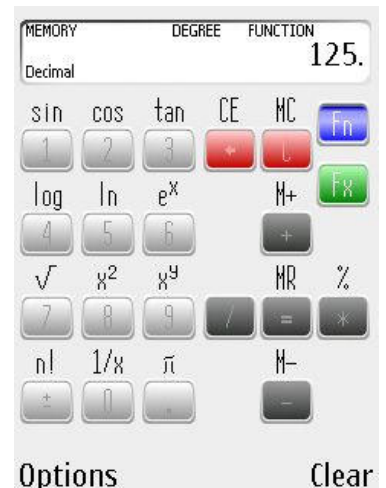 MEMORY DEGREE FUNCTION
125.
Decimal
sin cos tan CE MC Fn
1 2 3 ← C
log ln e^x M+ Fx
4 5 6 +
√ x² x^y MR %
7 8 9 / = *
n! 1/x π M-
± 0 . -
Options Clear